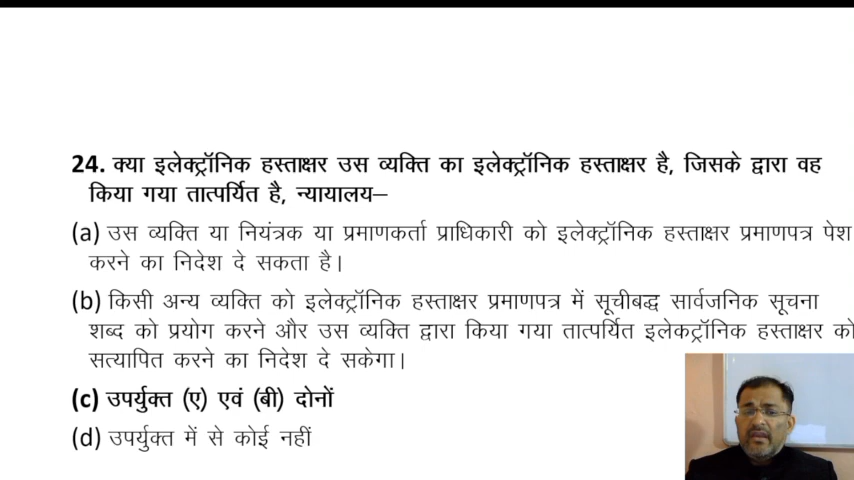 24. क्या इलेक्ट्रॉनिक हस्ताक्षर उस व्यक्ति का इलेक्ट्रॉनिक हस्ताक्षर है, जिसके द्वारा वह
किया गया तात्पर्यित है, न्यायालय–
(a) उस व्यक्ति या नियंत्रक या प्रमाणकर्ता प्राधिकारी को इलेक्ट्रॉनिक हस्ताक्षर प्रमाणपत्र पेश
करने का निदेश दे सकता है।
(b) किसी अन्य व्यक्ति को इलेक्ट्रॉनिक हस्ताक्षर प्रमाणपत्र में सूचीबद्ध सार्वजनिक सूचना
शब्द को प्रयोग करने और उस व्यक्ति द्वारा किया गया तात्पर्यित इलेकट्रॉनिक हस्ताक्षर को
सत्यापित करने का निदेश दे सकेगा।
(c) उपर्युक्त (ए) एवं (बी) दोनों
(d) उपर्युक्त में से कोई नहीं